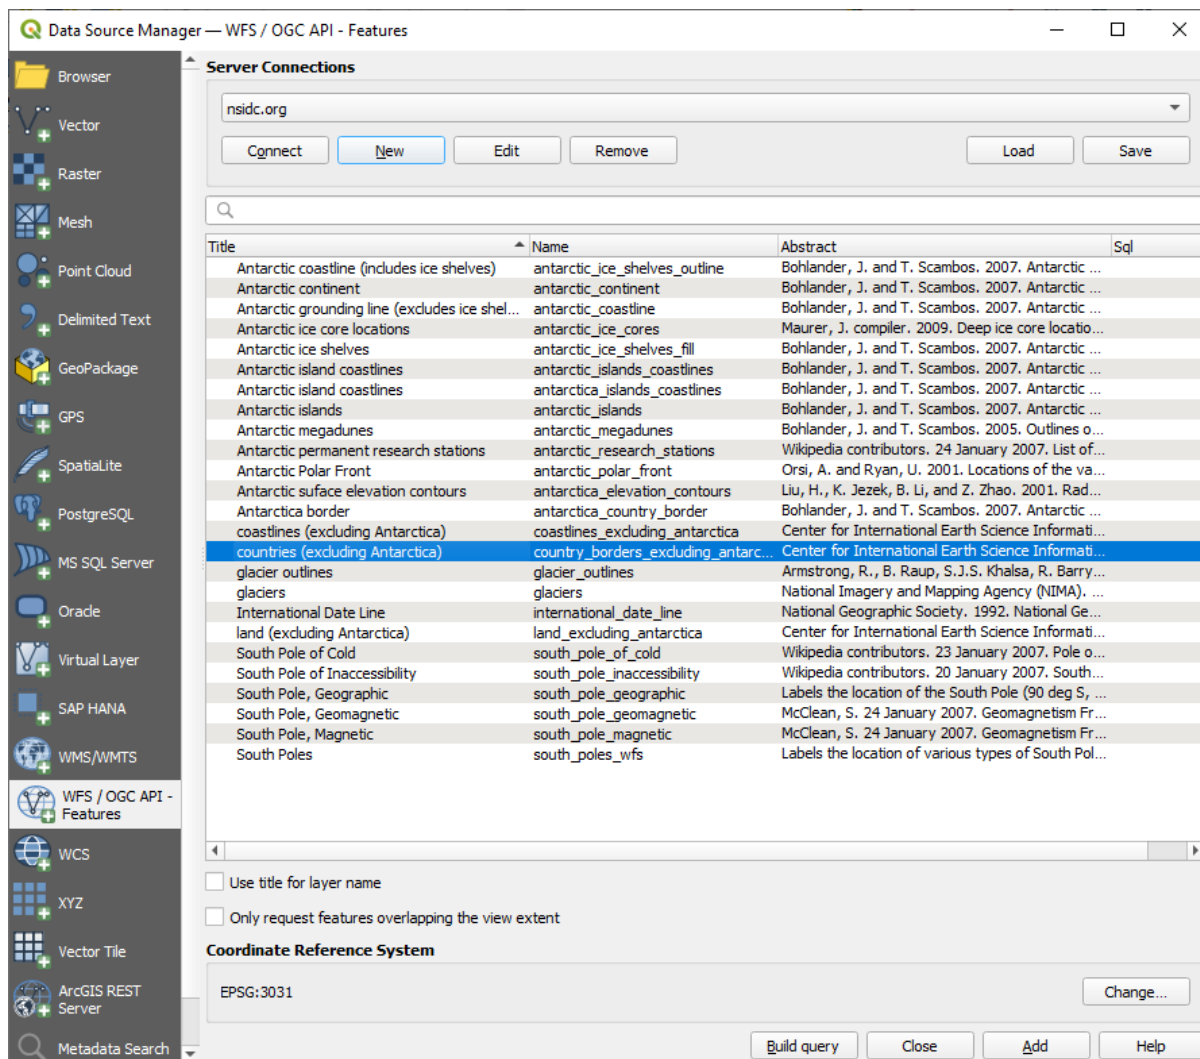 Data Source Manager — WFS / OGC API - Features
Browser
Vector
Raster
Mesh
Point Cloud
Delimited Text
GeoPackage
GPS
SpatiaLite
PostgreSQL
MS SQL Server
Oracle
Virtual Layer
SAP HANA
WMS/WMTS
WFS / OGC API -
Features
WCS
XYZ
Vector Tile
ArcGIS REST
Server
Metadata Search
Server Connections
nsidc.org
Connect New Edit Remove Load Save
Title Name Abstract Sql
Antarctic coastline (includes ice shelves) antarctic_ice_shelves_outline Bohlander, J. and T. Scambos. 2007. Antarctic ...
Antarctic continent antarctic_continent Bohlander, J. and T. Scambos. 2007. Antarctic ...
Antarctic grounding line (excludes ice shel... antarctic_coastline Bohlander, J. and T. Scambos. 2007. Antarctic ...
Antarctic ice core locations antarctic_ice_cores Maurer, J. compiler. 2009. Deep ice core locatio...
Antarctic ice shelves antarctic_ice_shelves_fill Bohlander, J. and T. Scambos. 2007. Antarctic ...
Antarctic island coastlines antarctic_islands_coastlines Bohlander, J. and T. Scambos. 2007. Antarctic ...
Antarctic island coastlines antarctica_islands_coastlines Bohlander, J. and T. Scambos. 2007. Antarctic ...
Antarctic islands antarctic_islands Bohlander, J. and T. Scambos. 2007. Antarctic ...
Antarctic megadunes antarctic_megadunes Bohlander, J. and T. Scambos. 2005. Outlines o...
Antarctic permanent research stations antarctic_research_stations Wikipedia contributors. 24 January 2007. List of...
Antarctic Polar Front antarctic_polar_front Orsi, A. and Ryan, U. 2001. Locations of the va...
Antarctic suface elevation contours antarctica_elevation_contours Liu, H., K. Jezek, B. Li, and Z. Zhao. 2001. Rad...
Antarctica border antarctica_country_border Bohlander, J. and T. Scambos. 2007. Antarctic ...
coastlines (excluding Antarctica) coastlines_excluding_antarctica Center for International Earth Science Informati...
countries (excluding Antarctica) country_borders_excluding_antarc... Center for International Earth Science Informati...
glacier outlines glacier_outlines Armstrong, R., B. Raup, S.J.S. Khalsa, R. Barry...
glaciers glaciers National Imagery and Mapping Agency (NIMA). ...
International Date Line international_date_line National Geographic Society. 1992. National Ge...
land (excluding Antarctica) land_excluding_antarctica Center for International Earth Science Informati...
South Pole of Cold south_pole_of_cold Wikipedia contributors. 23 January 2007. Pole o...
South Pole of Inaccessibility south_pole_inaccessibility Wikipedia contributors. 20 January 2007. South...
South Pole, Geographic south_pole_geographic Labels the location of the South Pole (90 deg S, ...
South Pole, Geomagnetic south_pole_geomagnetic McClean, S. 24 January 2007. Geomagnetism Fr...
South Pole, Magnetic south_pole_magnetic McClean, S. 24 January 2007. Geomagnetism Fr...
South Poles south_poles_wfs Labels the location of various types of South Pol...
Use title for layer name
Only request features overlapping the view extent
Coordinate Reference System
EPSG:3031 Change...
Build query Close Add Help